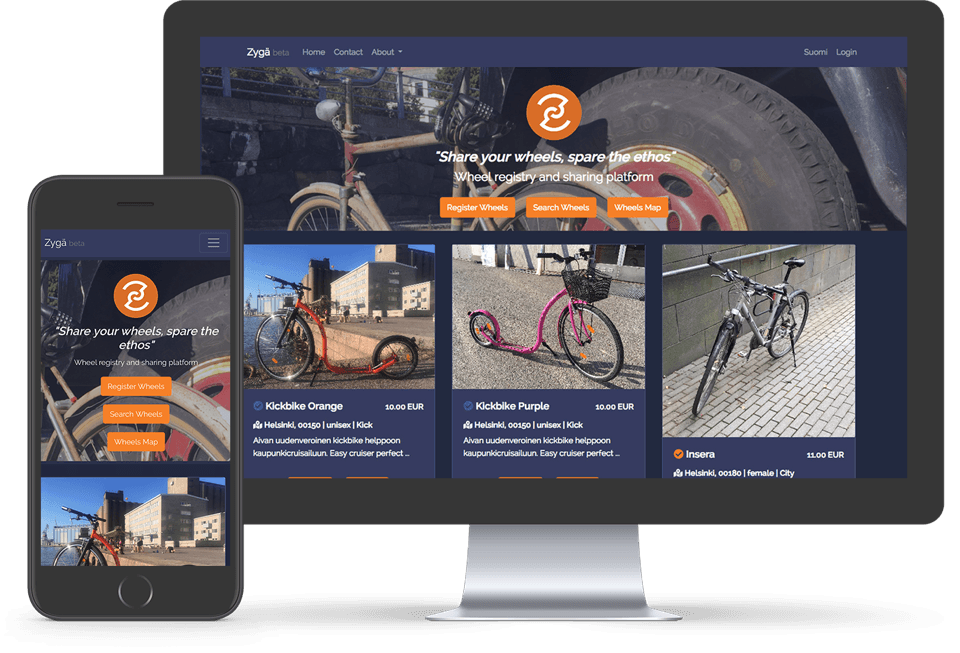 Zygā beta Home Contact About Suomi Login
"Share your wheels, spare the ethos"
Wheel registry and sharing platform
Register Wheels Search Wheels Wheels Map
Kickbike Orange 10.00 EUR
Helsinki, 00150 | unisex | Kick
Aivan uudenveroinen kickbike helppoon
kaupunkicruisailuun. Easy cruiser perfect ...
Kickbike Purple 10.00 EUR
Helsinki, 00150 | unisex | Kick
Aivan uudenveroinen kickbike helppoon
kaupunkicruisailuun. Easy cruiser perfect ...
Insera 11.00 EUR
Helsinki, 00180 | female | City
Zygā beta
"Share your wheels, spare the
ethos"
Wheel registry and sharing platform
Register Wheels
Search Wheels
Wheels Map